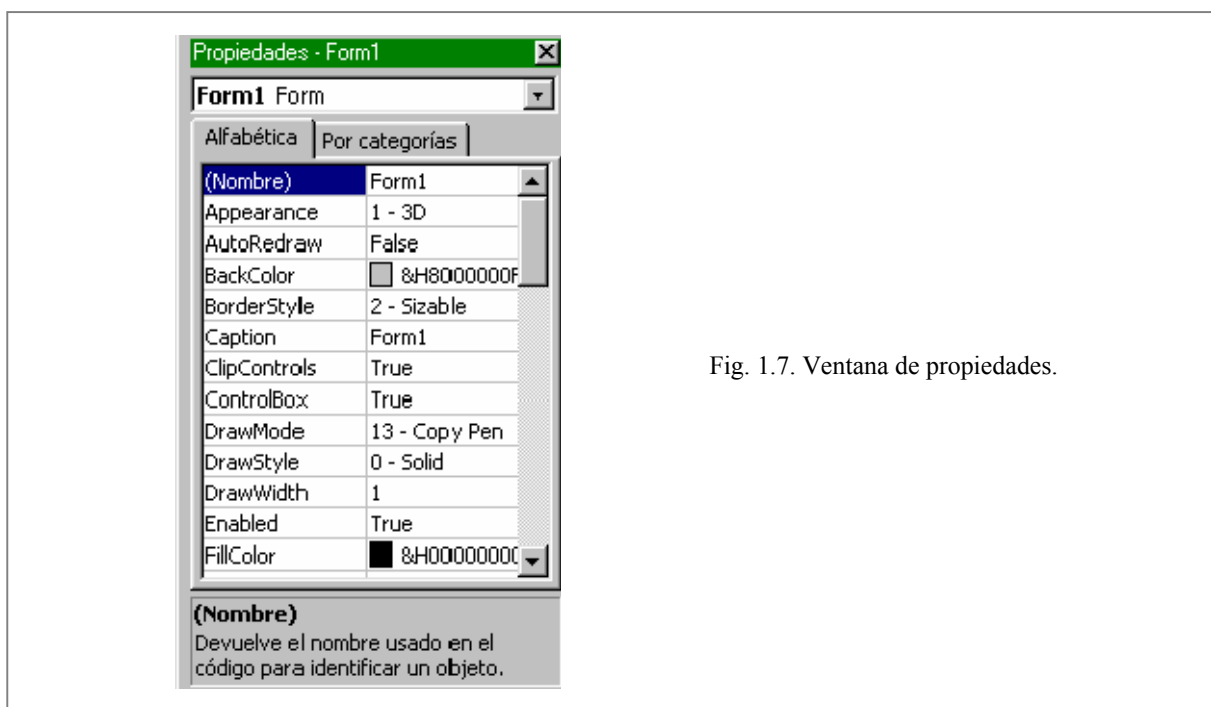 Propiedades - Form1
Form1 Form
Alfabética Por categorías
(Nombre) Form1
Appearance 1 - 3D
AutoRedraw False
BackColor &H8000000F
BorderStyle 2 - Sizable
Caption Form1
ClipControls True
ControlBox True
DrawMode 13 - Copy Pen
DrawStyle 0 - Solid
DrawWidth 1
Enabled True
FillColor &H0000000
(Nombre)
Devuelve el nombre usado en el
código para identificar un objeto.
Fig. 1.7. Ventana de propiedades.